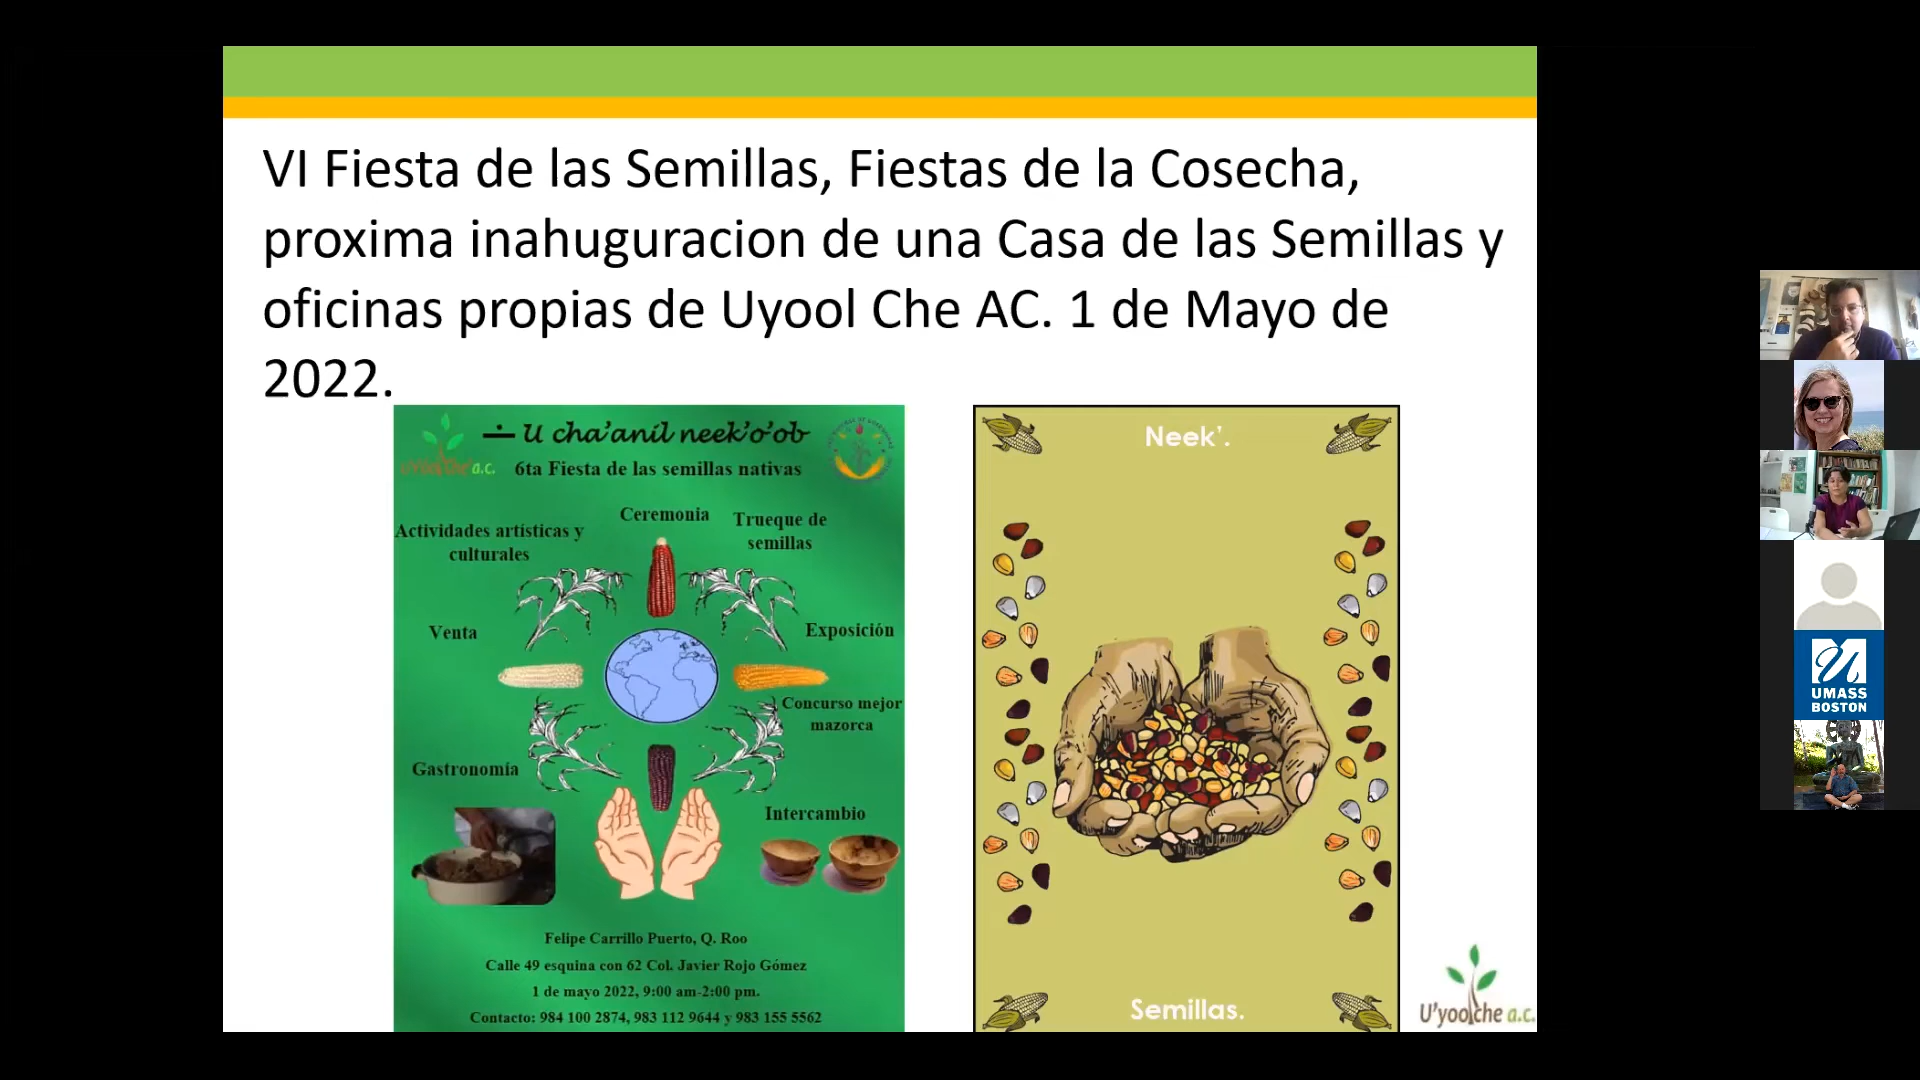 VI Fiesta de las Semillas, Fiestas de la Cosecha,
proxima inahuguracion de una Casa de las Semillas y
oficinas propias de Uyool Che AC. 1 de Mayo de
2022.
U cha'anil neek'o'ob
U'yool che a.c.
6ta Fiesta de las semillas nativas
Ceremonia
Trueque de
semillas
Actividades artísticas y
culturales
Venta
Exposición
Concurso mejor
mazorca
Gastronomía
Intercambio
Felipe Carrillo Puerto, Q. Roo
Calle 49 esquina con 62 Col. Javier Rojo Gómez
1 de mayo 2022, 9:00 am-2:00 pm.
Contacto: 984 100 2874, 983 112 9644 y 983 155 5562
Neek'.
Semillas.
U'yoolche a.c.
UMASS
BOSTON